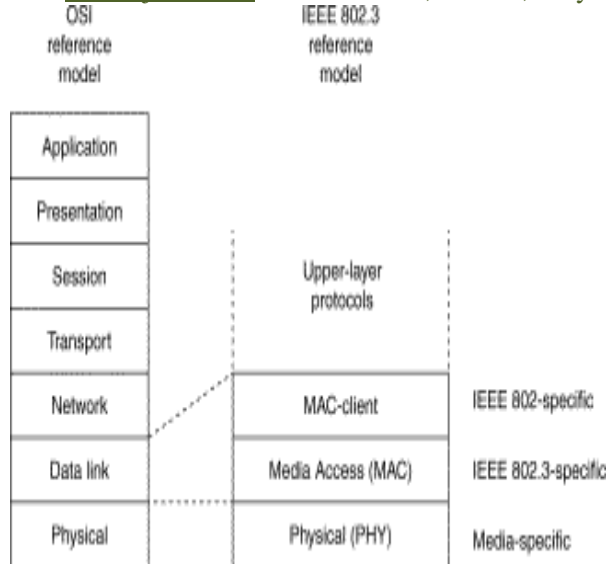 OSI
reference
model
IEEE 802.3
reference
model
Application
Presentation
Session
Transport
Network
Data link
Physical
Upper-layer
protocols
MAC-client
Media Access (MAC)
Physical (PHY)
IEEE 802-specific
IEEE 802.3-specific
Media-specific